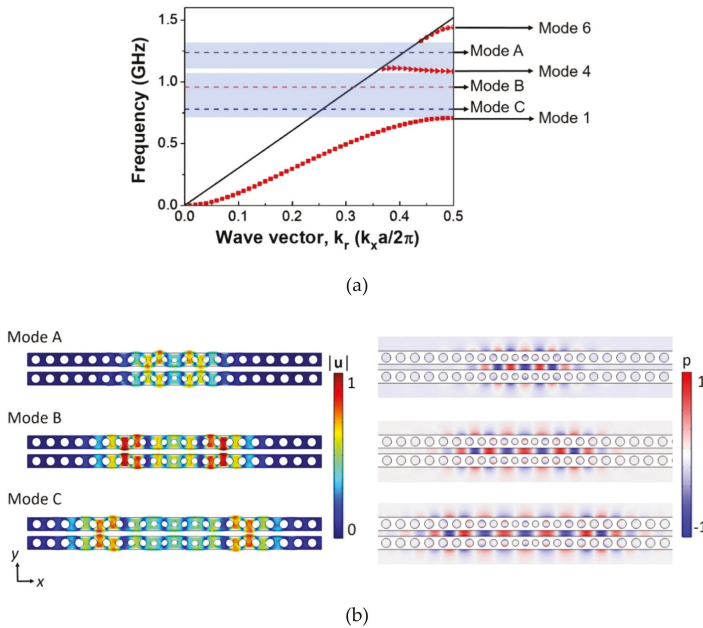 1.5
1.0
0.5
0.0
Frequency (GHz)
0.0 0.1 0.2 0.3 0.4 0.5
Wave vector, kᵣ (kₓa/2π)
Mode 6
Mode A
Mode 4
Mode B
Mode C
Mode 1
(a)
Mode A
Mode B
Mode C
|u|
1
0
p
1
-1
y
x
(b)